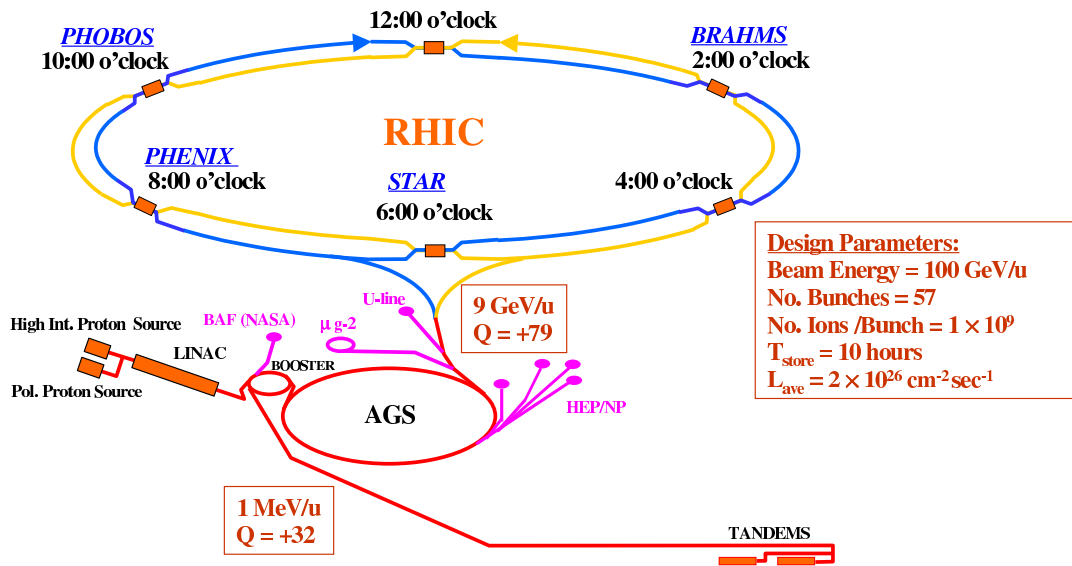 12:00 o’clock
PHOBOS
10:00 o’clock
BRAHMS
2:00 o’clock
RHIC
PHENIX
8:00 o’clock
STAR
6:00 o’clock
4:00 o’clock
Design Parameters:
Beam Energy = 100 GeV/u
No. Bunches = 57
No. Ions /Bunch = 1 × 10⁹
T_store = 10 hours
L_ave = 2 × 10²⁶ cm⁻² sec⁻¹
U-line
9 GeV/u
Q = +79
High Int. Proton Source
BAF (NASA)
μ g-2
LINAC
BOOSTER
Pol. Proton Source
AGS
HEP/NP
1 MeV/u
Q = +32
TANDEMS